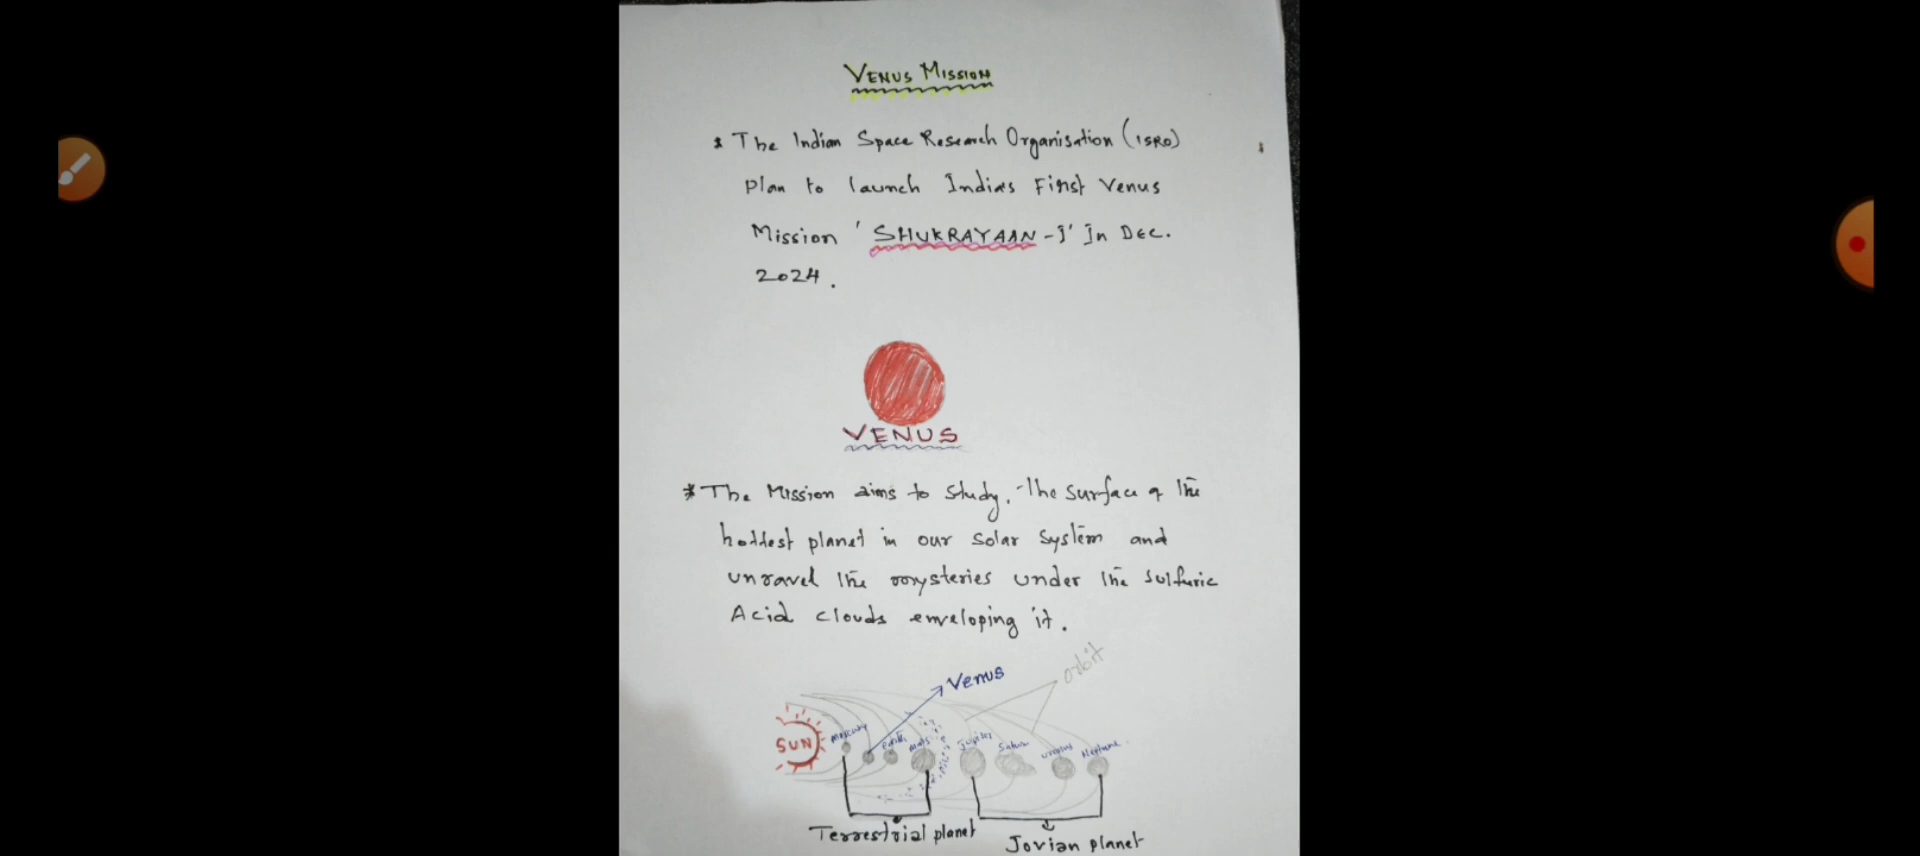 VENUS MISSION
* The Indian Space Research Organisation (ISRO)
Plan to launch India's First Venus
Mission 'SHUKRAYAAN-I' In DEC.
2024.
VENUS
* The Mission aims to study. The surface of the
hottest planet in our solar system and
unravel the mysteries under the sulfuric
Acid clouds enveloping it.
orbit
Venus
SUN
Mercury
Earth
Mars
Jupiter
Saturn
Uranus
Neptune
Terrestrial planet
Jovian planet